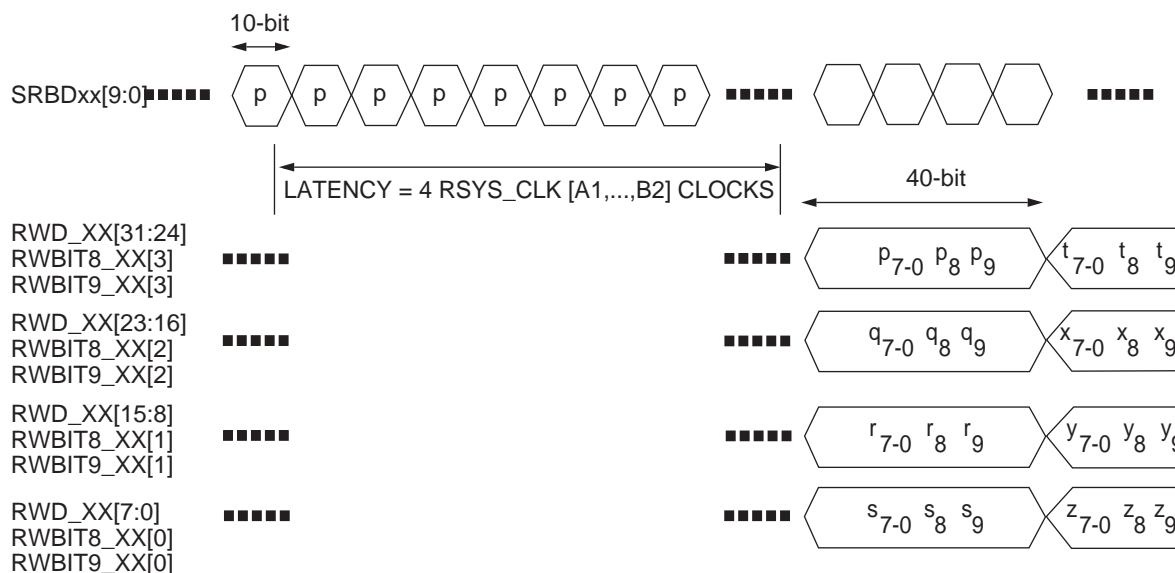 10-bit
SRBDxx[9:0]
p p p p p p p p
LATENCY = 4 RSYS_CLK [A1,...,B2] CLOCKS
40-bit
RWD_XX[31:24]
RWBIT8_XX[3]
RWBIT9_XX[3]
p7-0 p8 p9 t7-0 t8 t9
RWD_XX[23:16]
RWBIT8_XX[2]
RWBIT9_XX[2]
q7-0 q8 q9 x7-0 x8 x9
RWD_XX[15:8]
RWBIT8_XX[1]
RWBIT9_XX[1]
r7-0 r8 r9 y7-0 y8 y9
RWD_XX[7:0]
RWBIT8_XX[0]
RWBIT9_XX[0]
s7-0 s8 s9 z7-0 z8 z9